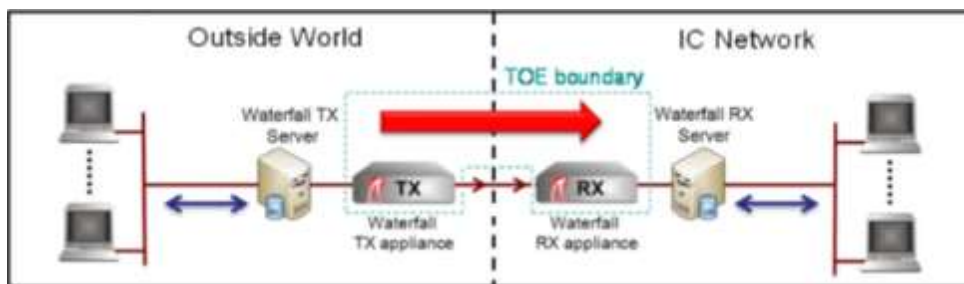 Outside World
IC Network
TOE boundary
Waterfall TX
Server
Waterfall RX
Server
TX
RX
Waterfall
TX appliance
Waterfall
RX appliance